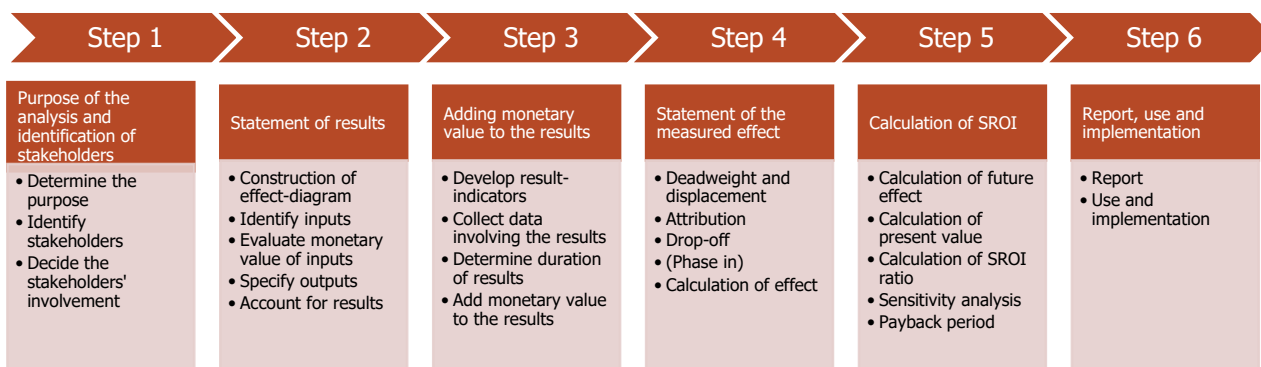 Step 1
Step 2
Step 3
Step 4
Step 5
Step 6
Purpose of the
analysis and
identification of
stakeholders
• Determine the
purpose
• Identify
stakeholders
• Decide the
stakeholders'
involvement
Statement of results
• Construction of
effect-diagram
• Identify inputs
• Evaluate monetary
value of inputs
• Specify outputs
• Account for results
Adding monetary
value to the results
• Develop result-
indicators
• Collect data
involving the results
• Determine duration
of results
• Add monetary value
to the results
Statement of the
measured effect
• Deadweight and
displacement
• Attribution
• Drop-off
• (Phase in)
• Calculation of effect
Calculation of SROI
• Calculation of future
effect
• Calculation of
present value
• Calculation of SROI
ratio
• Sensitivity analysis
• Payback period
Report, use and
implementation
• Report
• Use and
implementation